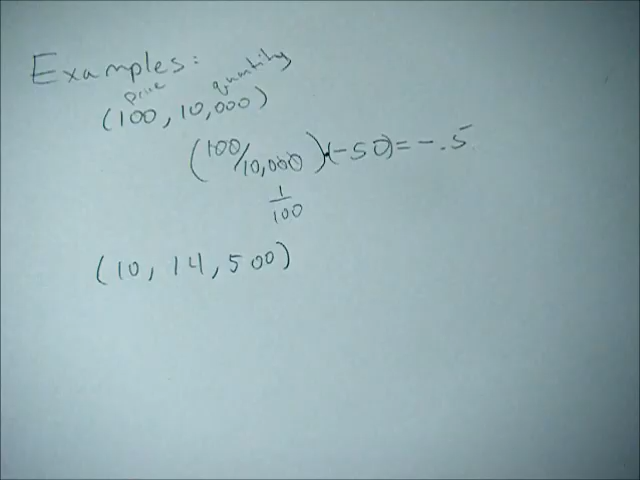 Examples:
price quantity
(100, 10,000)
(100/10,000)·(-50)=-.5
1
100
(10, 14,500)